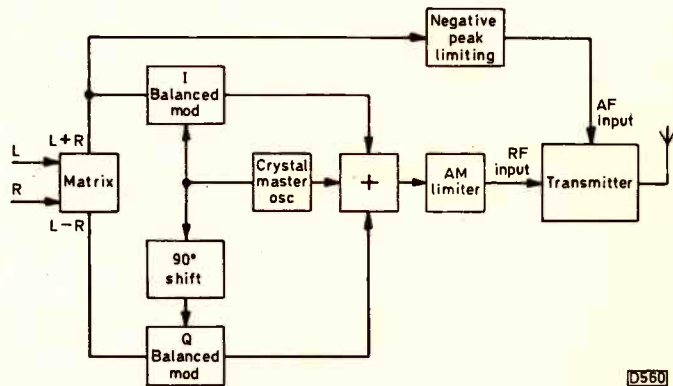 Negative
peak
limiting
I
Balanced
mod
L+R
L
R
Matrix
L−R
Crystal
master
osc
+
AM
limiter
RF
input
AF
input
Transmitter
90°
shift
Q
Balanced
mod
D560